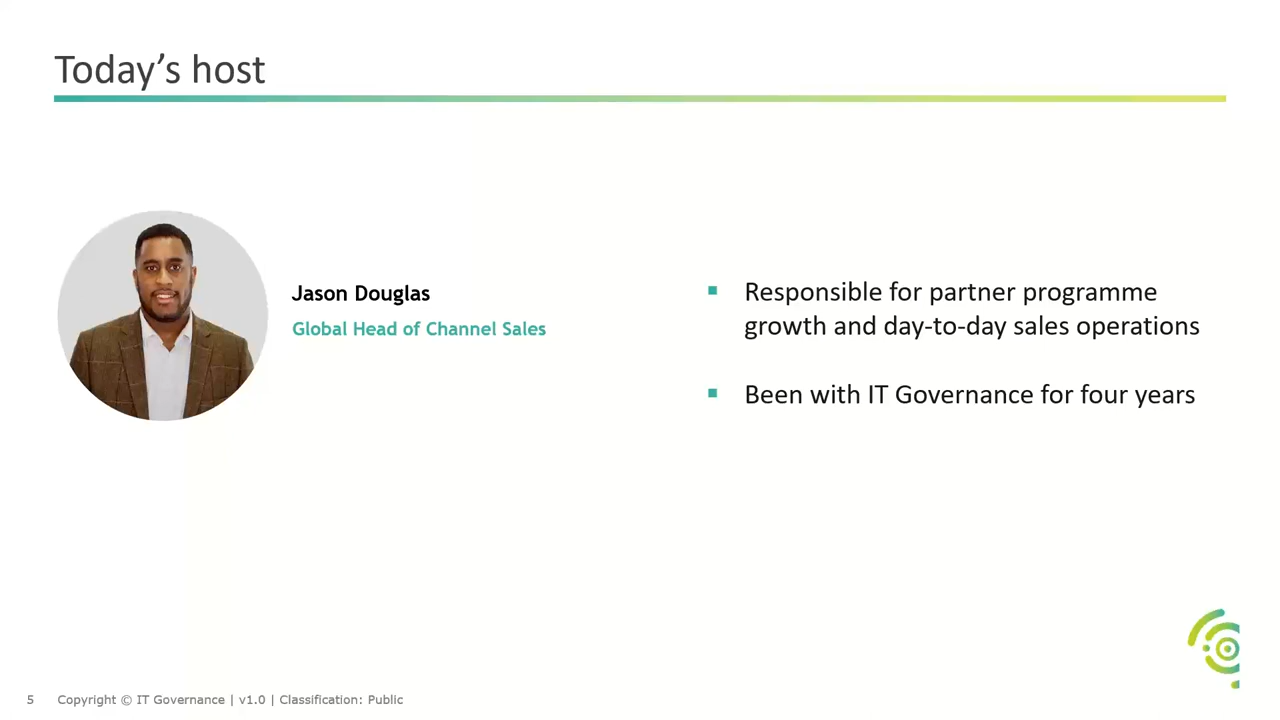 Today’s host
Jason Douglas
Global Head of Channel Sales
▪ Responsible for partner programme
growth and day-to-day sales operations
▪ Been with IT Governance for four years
5 Copyright © IT Governance | v1.0 | Classification: Public